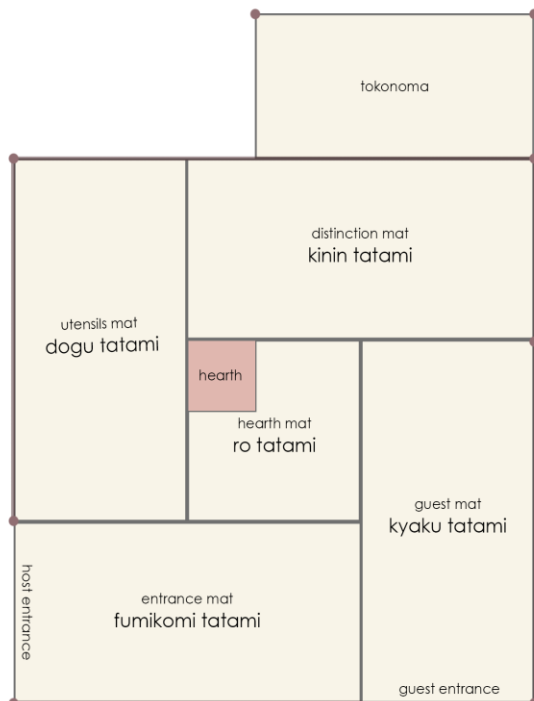 tokonoma
distinction mat
kinin tatami
utensils mat
dogu tatami
hearth
hearth mat
ro tatami
guest mat
kyaku tatami
host entrance
entrance mat
fumikomi tatami
guest entrance